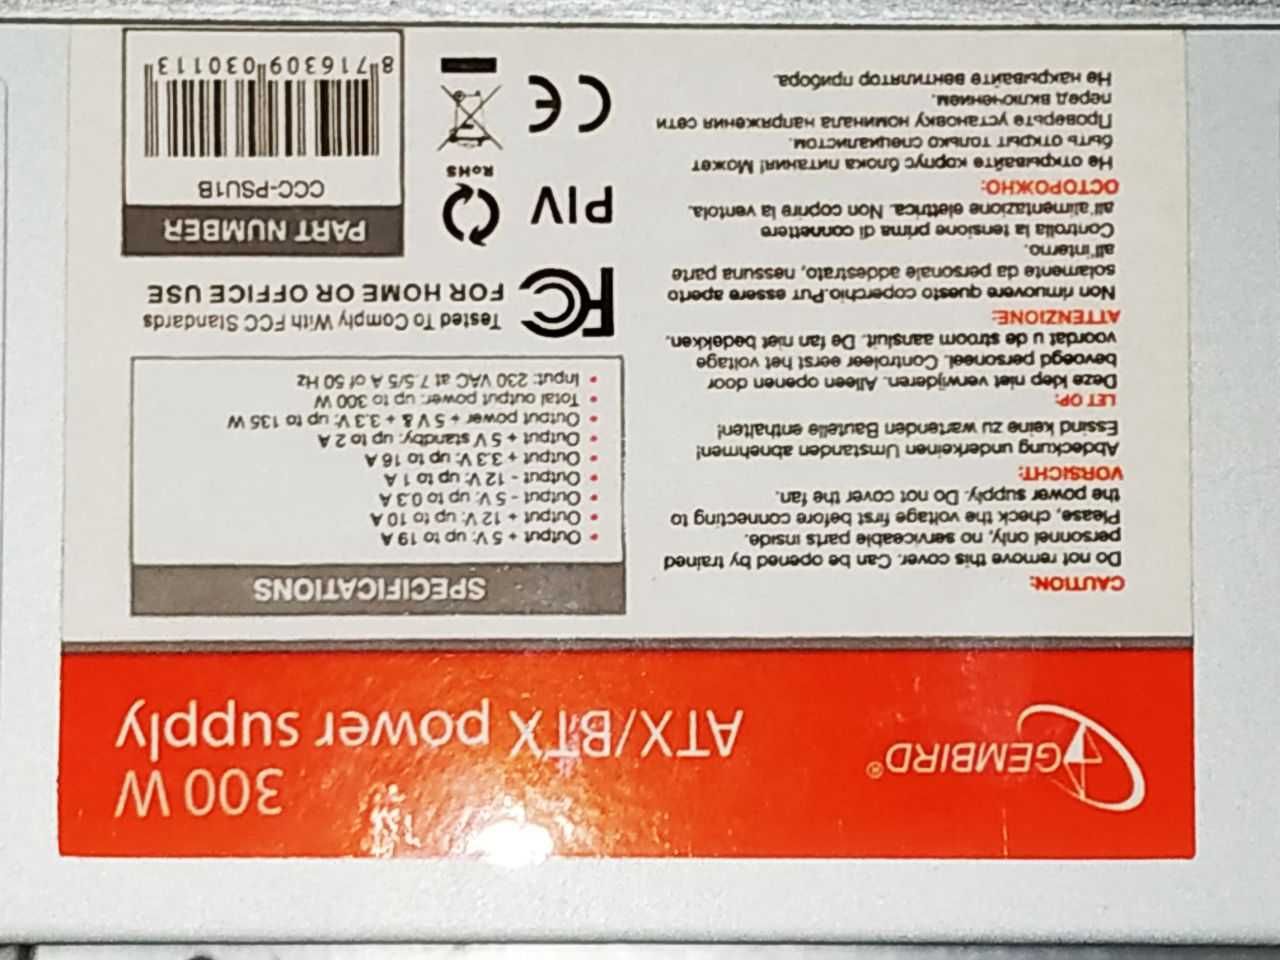 GEMBIRD®
300 W
ATX/BTX power supply
CAUTION:
Do not remove this cover. Can be opened by trained
personnel only, no serviceable parts inside.
Please, check the voltage first before connecting to
the power supply. Do not cover the fan.
VORSICHT:
Abdeckung underkeinen Umstanden abnehmen!
Essind keine zu wartenden Bauteile enthalten!
LET OP:
Deze klep niet verwijderen. Alleen openen door
bevoegd personeel. Controleer eerst het voltage
voordat u de stroom aansluit. De fan niet bedekken.
ATTENZIONE:
Non rimuovere questo coperchio.Pur essere aperto
solamente da personale addestrato, nessuna parte
all'interno.
Controlla la tensione prima di connettere
all'alimentazione elettrica. Non coprire la ventola.
ОСТОРОЖНО:
Не открывайте корпус блока питания! Может
быть открыт только специалистом.
Проверьте установку номинала напряжения сети
перед включением.
Не накрывайте вентилятор прибора.
SPECIFICATIONS
• Output + 5 V: up to 19 A
• Output + 12 V: up to 10 A
• Output - 5 V: up to 0.3 A
• Output - 12 V: up to 1 A
• Output + 3.3 V: up to 16 A
• Output + 5 V standby: up to 2 A
• Output power + 5 V & + 3.3 V: up to 135 W
• Total output power: up to 300 W
• Input: 230 VAC at 7.5/5 A of 50 Hz
FC
Tested To Comply With FCC Standards
FOR HOME OR OFFICE USE
PIV
RoHS
CE
PART NUMBER
CCC-PSU1B
8 716309 030113